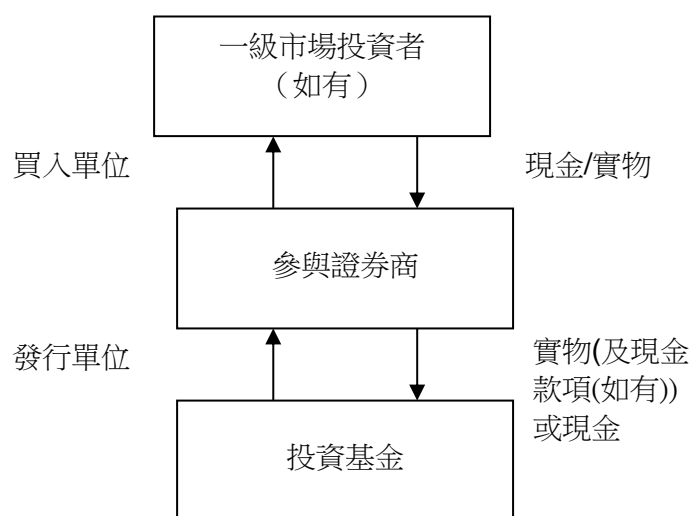 一級市場投資者
（如有）
買入單位
現金/實物
參與證券商
發行單位
實物(及現金
款項(如有))
或現金
投資基金